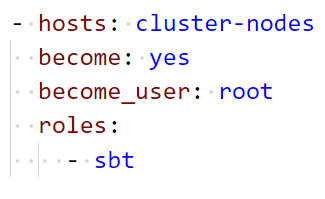 - hosts: cluster-nodes
  become: yes
  become_user: root
  roles:
    - sbt